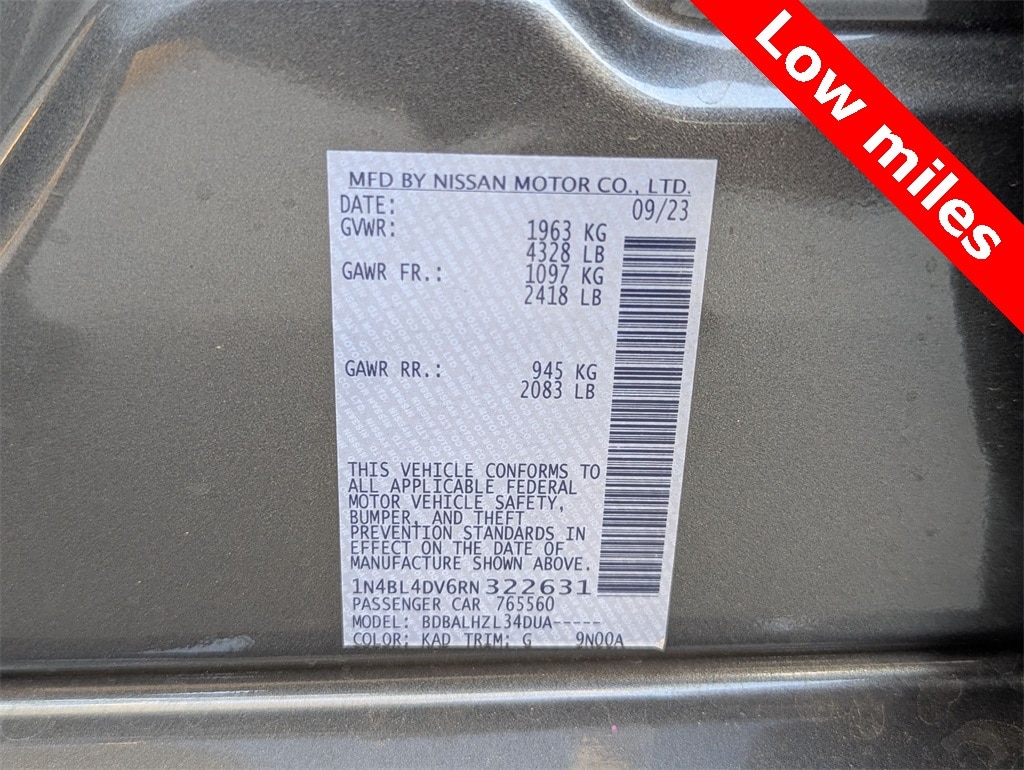 Low miles
MFD BY NISSAN MOTOR CO., LTD.
DATE: 09/23
GVWR: 1963 KG
4328 LB
GAWR FR.: 1097 KG
2418 LB
GAWR RR.: 945 KG
2083 LB
THIS VEHICLE CONFORMS TO
ALL APPLICABLE FEDERAL
MOTOR VEHICLE SAFETY,
BUMPER, AND THEFT
PREVENTION STANDARDS IN
EFFECT ON THE DATE OF
MANUFACTURE SHOWN ABOVE.
1N4BL4DV6RN322631
PASSENGER CAR 765560
MODEL: BDBALHZL34DUA-----
COLOR: KAD TRIM: G 9N00A